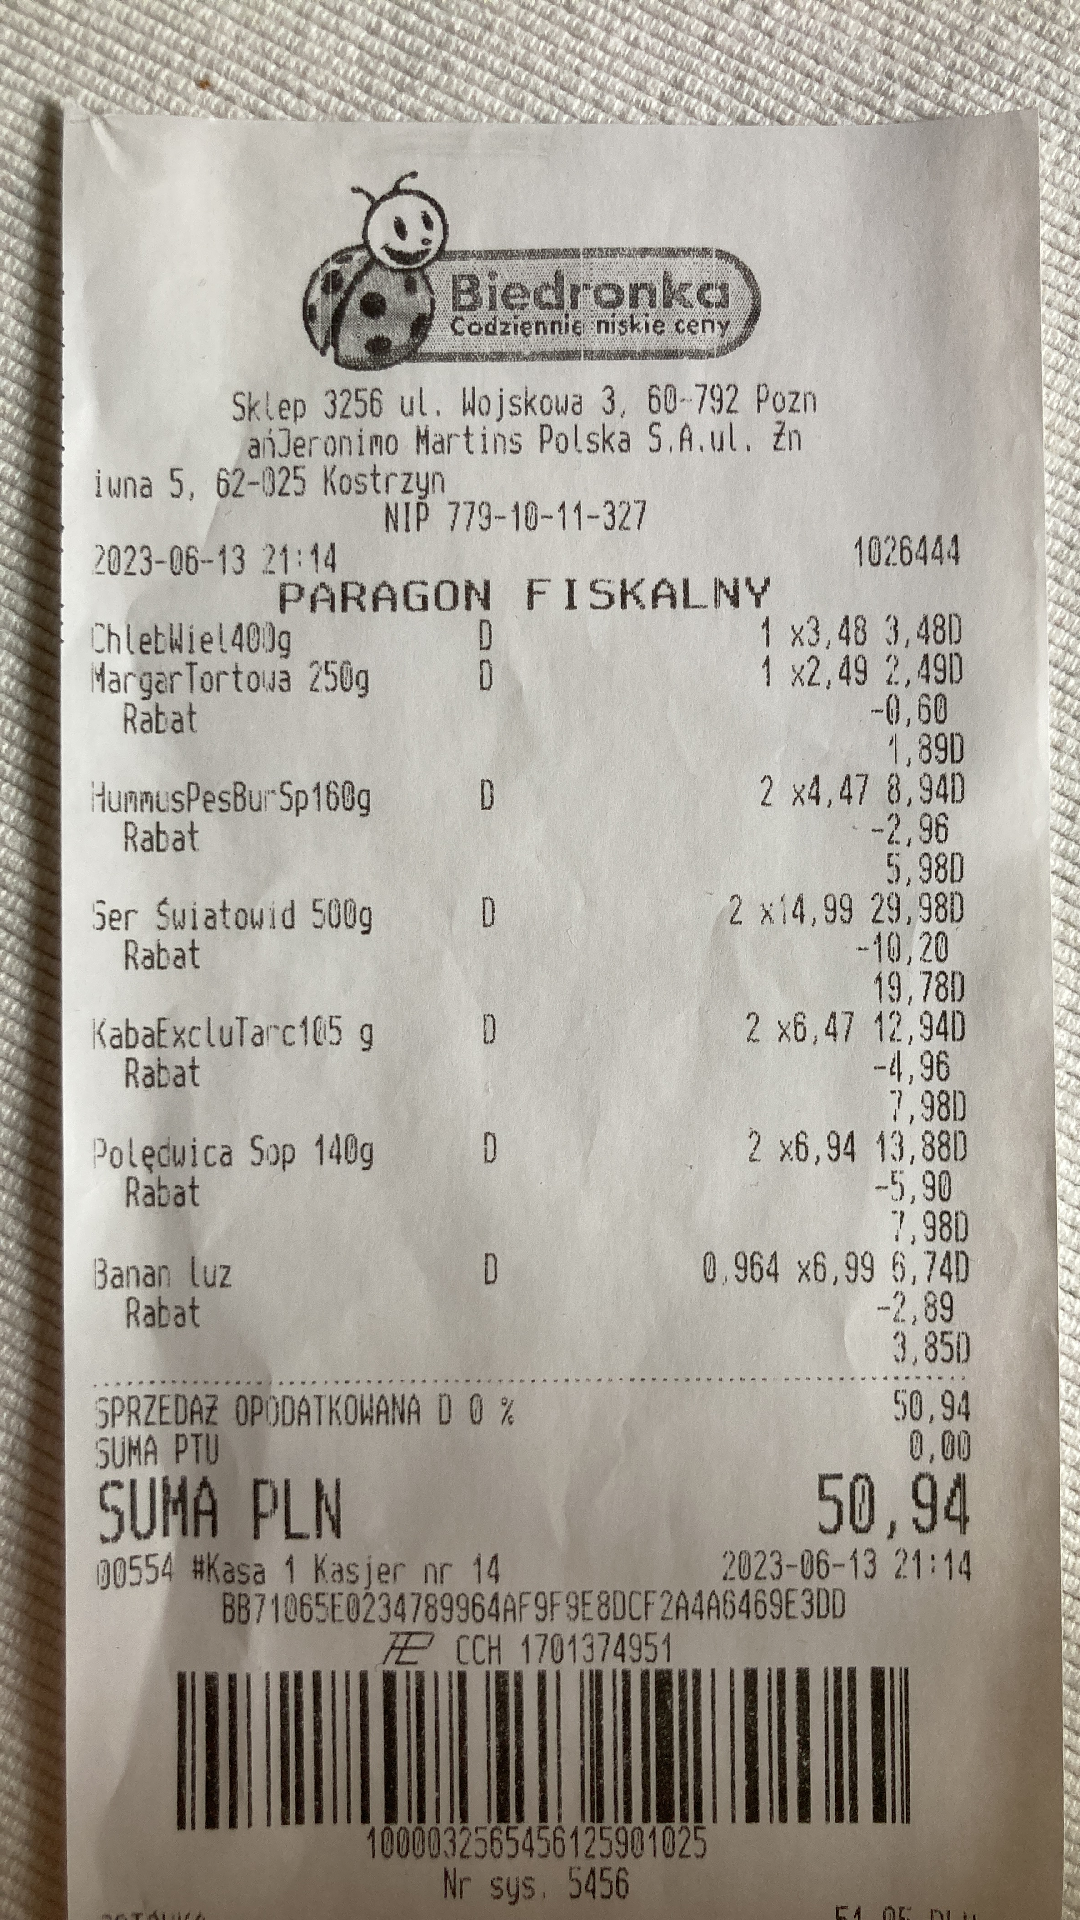 Biedronka
Codziennie niskie ceny
Sklep 3256 ul. Wojskowa 3, 60-792 Pozn
ańJeronimo Martins Polska S.A.ul. Żn
iwna 5, 62-025 Kostrzyn
NIP 779-10-11-327
2023-06-13 21:14 1026444
PARAGON FISKALNY
ChlebWiel400g D 1 x3,48 3,48D
MargarTortowa 250g D 1 x2,49 2,49D
Rabat -0,60
1,89D
HummusPesBurSp160g D 2 x4,47 8,94D
Rabat -2,96
5,98D
Ser Światowid 500g D 2 x14,99 29,98D
Rabat -10,20
19,78D
KabaExcluTarc105 g D 2 x6,47 12,94D
Rabat -4,96
7,98D
Polędwica Sop 140g D 2 x6,94 13,88D
Rabat -5,90
7,98D
Banan luz D 0,964 x6,99 6,74D
Rabat -2,89
3,85D
SPRZEDAŻ OPODATKOWANA D 0 % 50,94
SUMA PTU 0,00
SUMA PLN 50,94
00554 #Kasa 1 Kasjer nr 14 2023-06-13 21:14
BB71065E0234789964AF9F9E8DCF2A4A6469E3DD
CCH 1701374951
1000032565456125901025
Nr sys. 5456